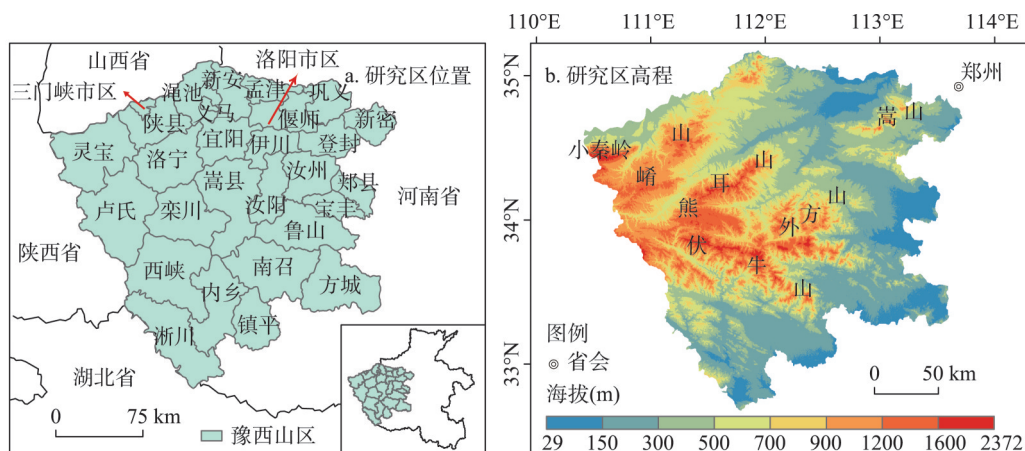 山西省
洛阳市区
a. 研究区位置
三门峡市区
渑池
新安
孟津
巩义
义马
陕县
偃师
新密
宜阳
伊川
登封
灵宝
洛宁
嵩县
汝州
郏县
河南省
汝阳
宝丰
卢氏
栾川
鲁山
陕西省
西峡
南召
内乡
方城
淅川
镇平
湖北省
0 75 km
豫西山区
110°E 111°E 112°E 113°E 114°E
35°N
34°N
33°N
b. 研究区高程
郑州
嵩山
小秦岭
崤山
熊耳山
外方山
伏牛山
图例
省会
0 50 km
海拔(m)
29 150 300 500 700 900 1200 1600 2372